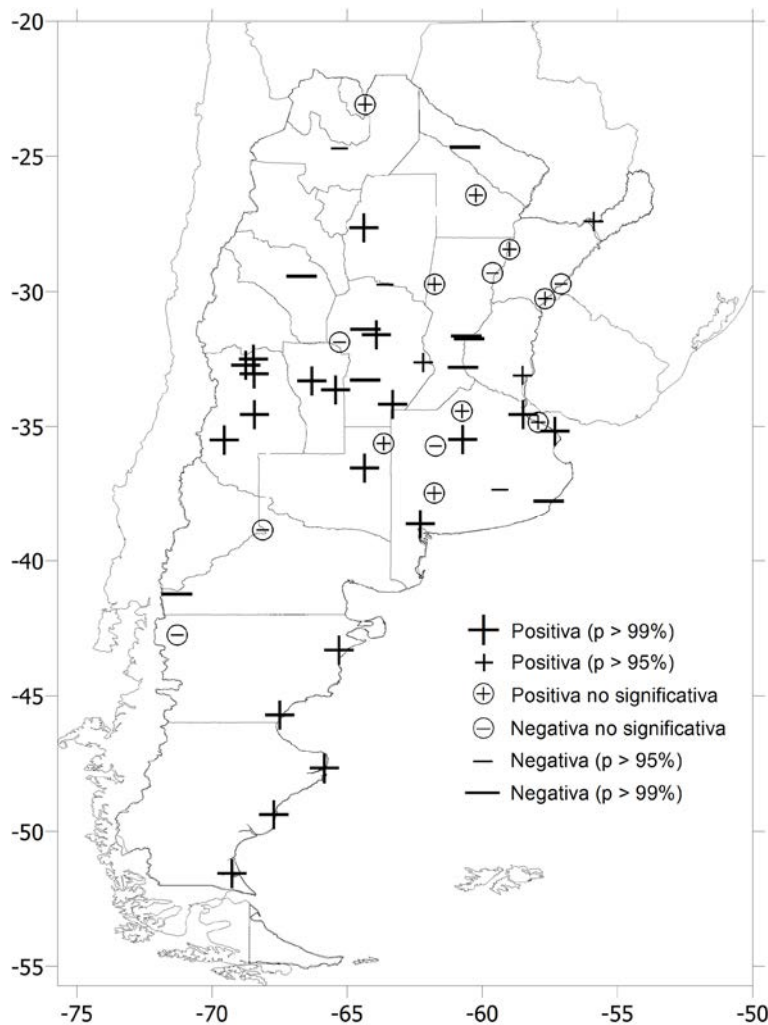 -20
-25
-30
-35
-40
-45
-50
-55
Positiva (p > 99%)
Positiva (p > 95%)
Positiva no significativa
Negativa no significativa
Negativa (p > 95%)
Negativa (p > 99%)
-75 -70 -65 -60 -55 -50